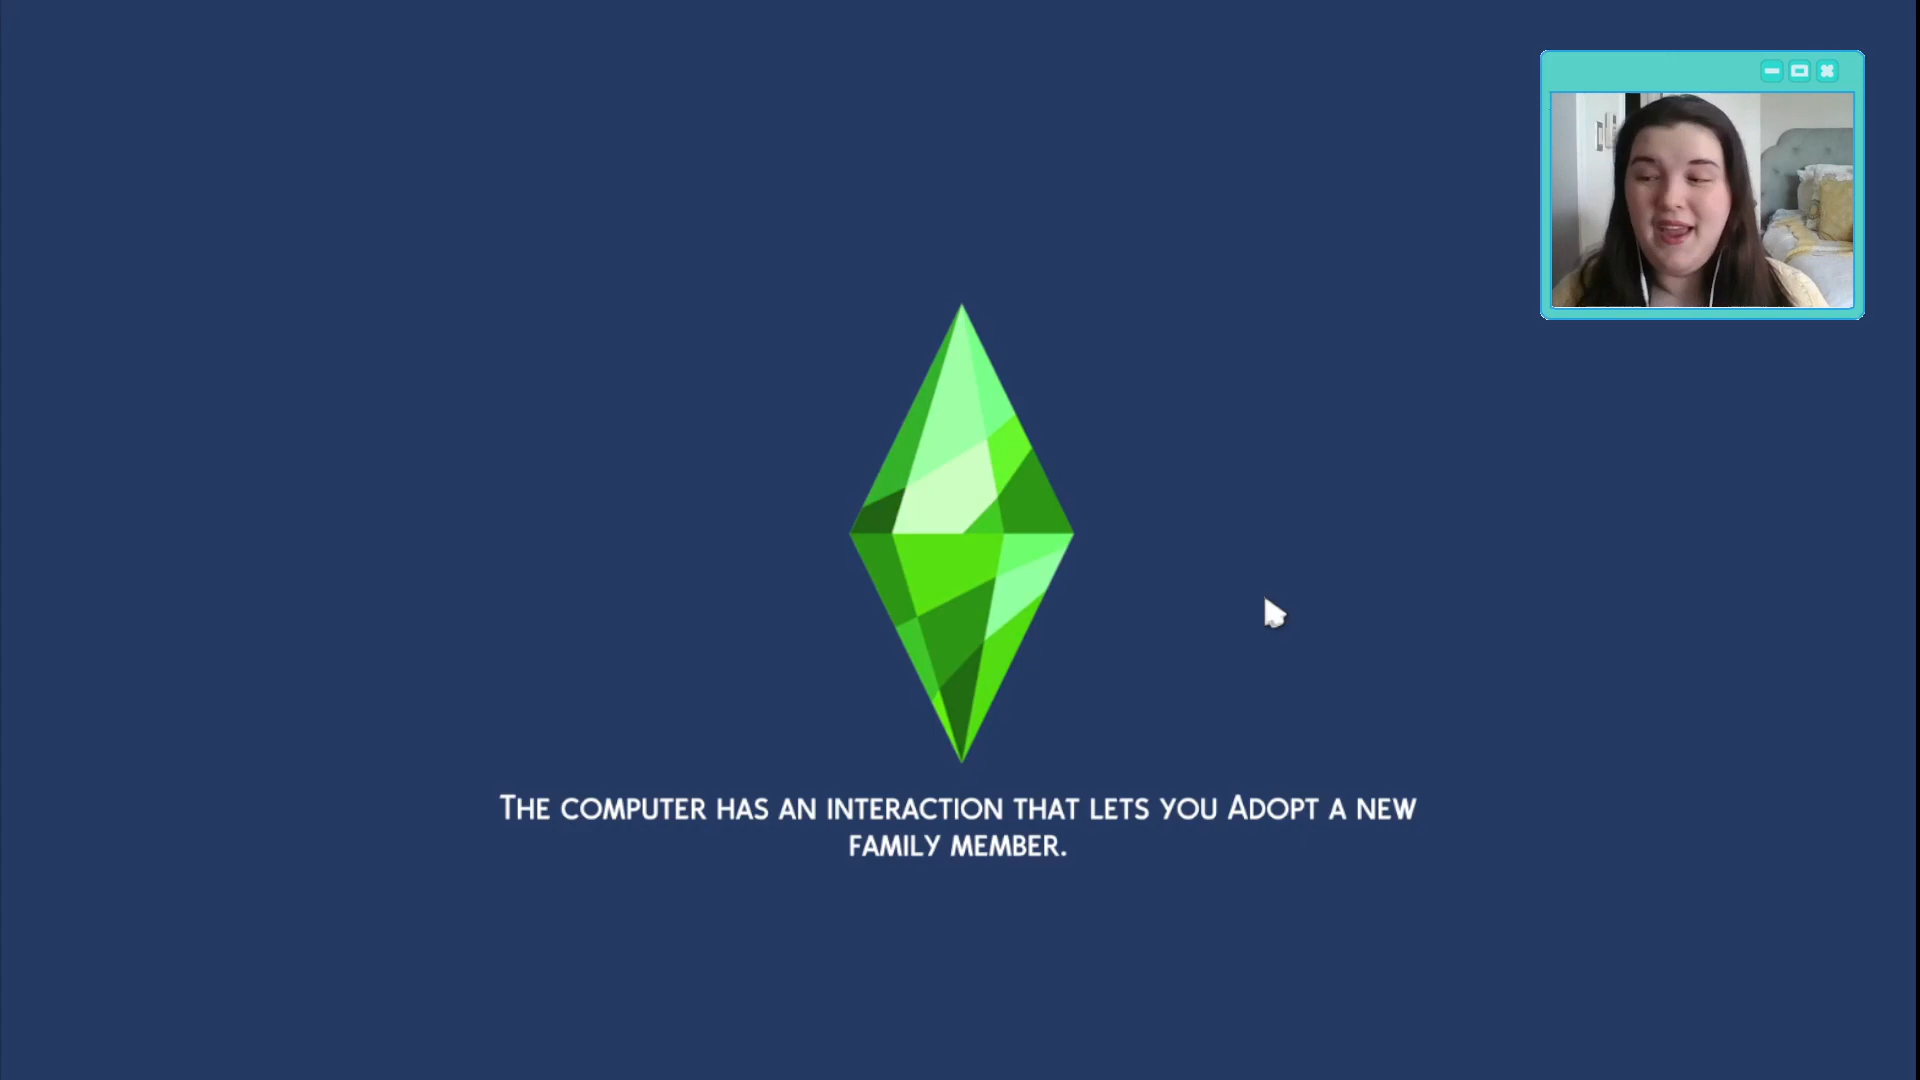 The computer has an interaction that lets you Adopt a new
family member.